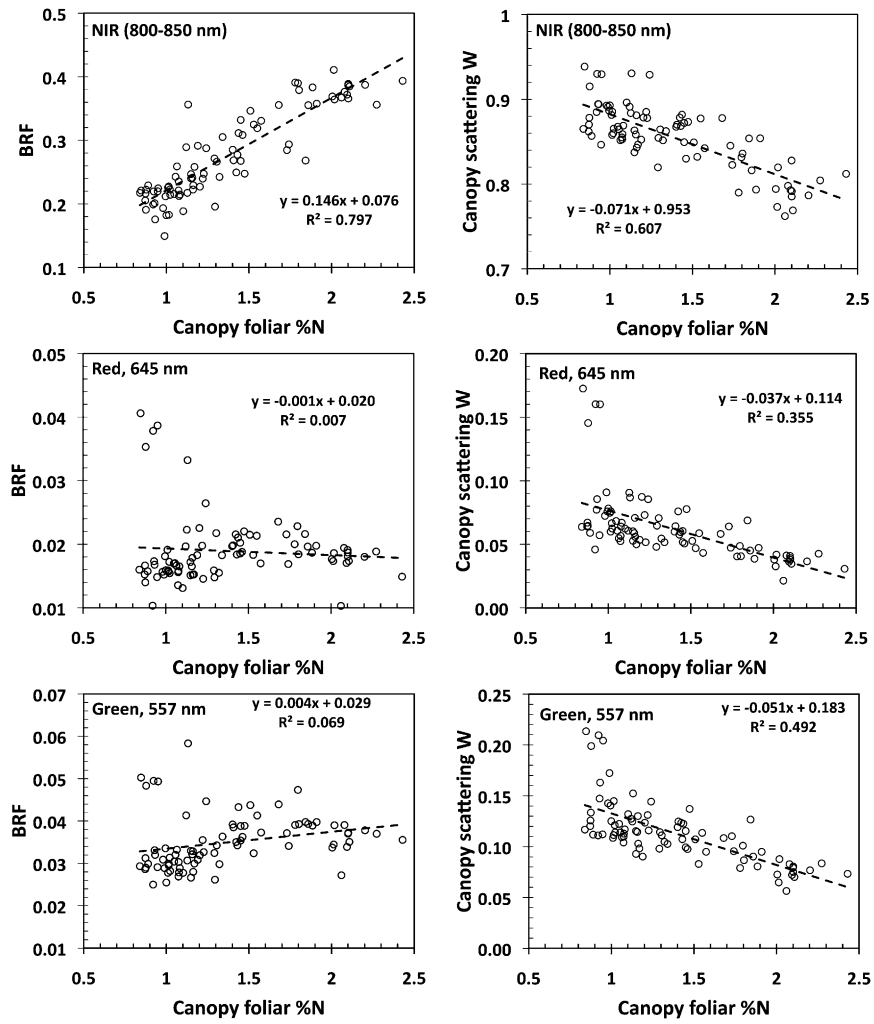 NIR (800-850 nm)
0.5
0.4
0.3
0.2
0.1
BRF
y = 0.146x + 0.076
R² = 0.797
0.5 1 1.5 2 2.5
Canopy foliar %N
NIR (800-850 nm)
1
0.9
0.8
0.7
Canopy scattering W
y = -0.071x + 0.953
R² = 0.607
0.5 1 1.5 2 2.5
Canopy foliar %N
Red, 645 nm
0.05
0.04
0.03
0.02
0.01
BRF
y = -0.001x + 0.020
R² = 0.007
0.5 1 1.5 2 2.5
Canopy foliar %N
Red, 645 nm
0.20
0.15
0.10
0.05
0.00
Canopy scattering W
y = -0.037x + 0.114
R² = 0.355
0.5 1 1.5 2 2.5
Canopy foliar %N
Green, 557 nm
0.07
0.06
0.05
0.04
0.03
0.02
0.01
BRF
y = 0.004x + 0.029
R² = 0.069
0.5 1 1.5 2 2.5
Canopy foliar %N
Green, 557 nm
0.25
0.20
0.15
0.10
0.05
0.00
Canopy scattering W
y = -0.051x + 0.183
R² = 0.492
0.5 1 1.5 2 2.5
Canopy foliar %N